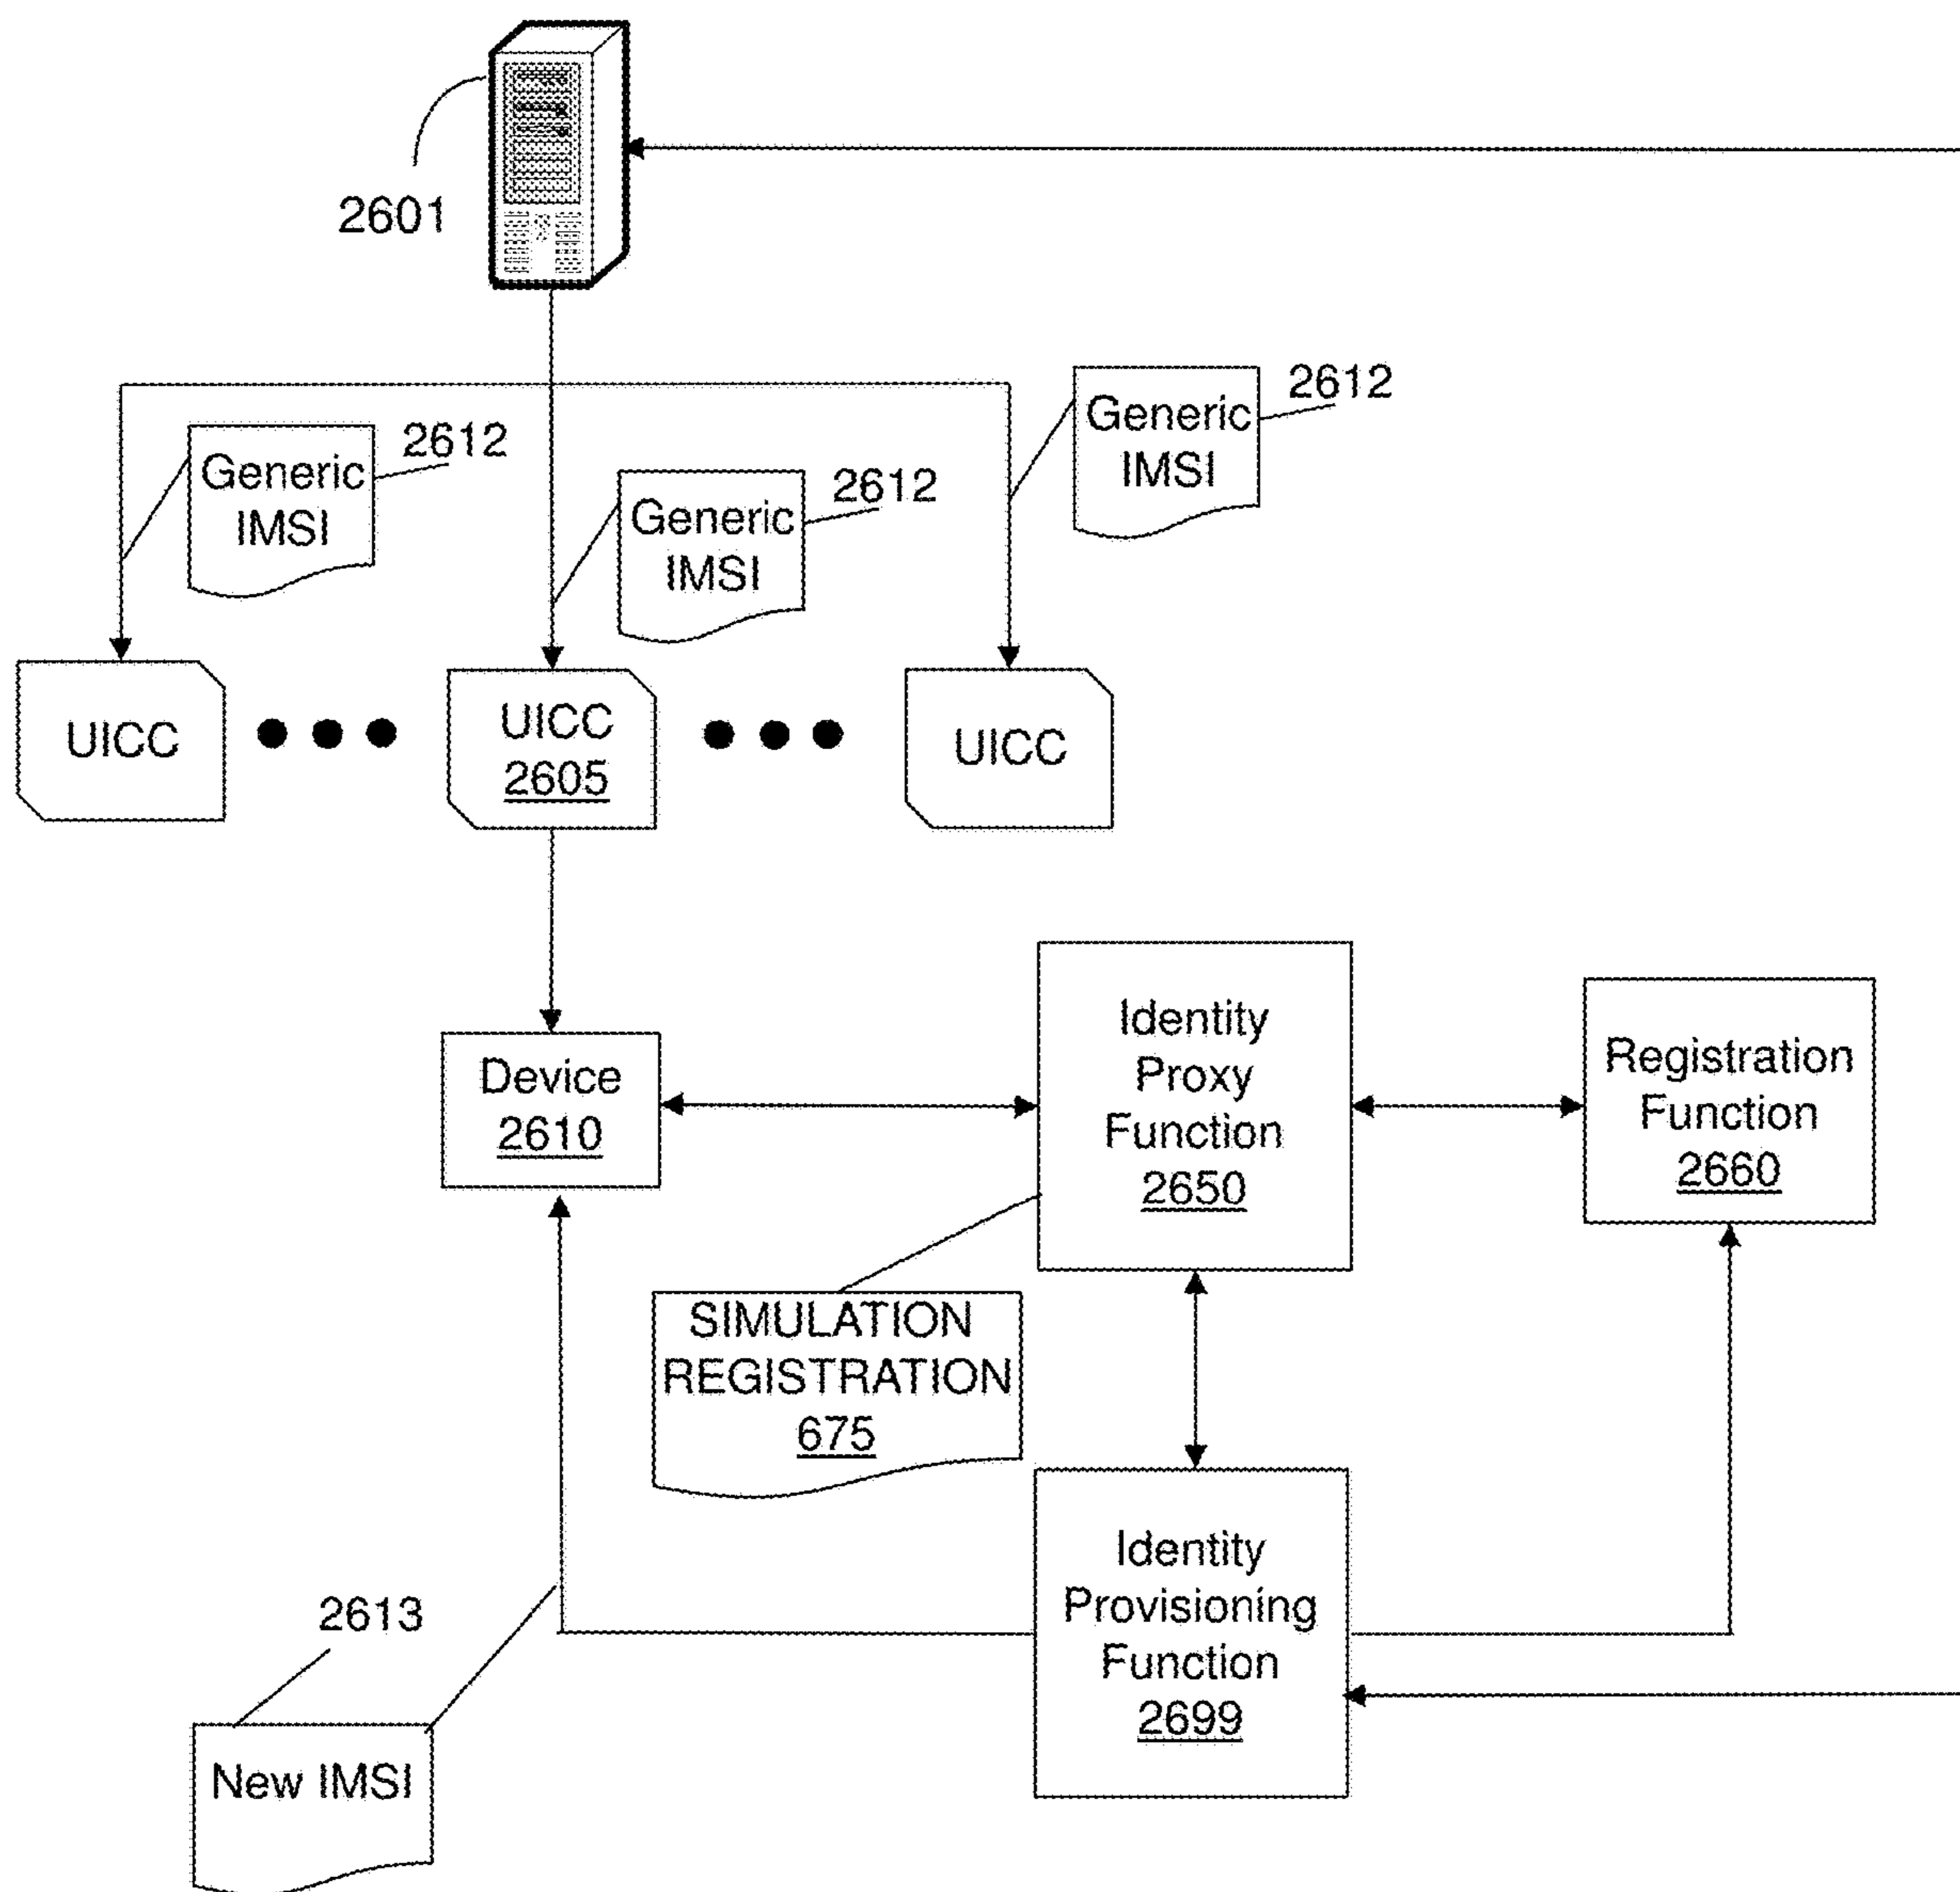 2601
2612
Generic
IMSI
2612
Generic
IMSI
2612
Generic
IMSI
UICC
UICC
2605
UICC
Device
2610
Identity
Proxy
Function
2650
Registration
Function
2660
SIMULATION
REGISTRATION
675
Identity
Provisioning
Function
2699
2613
New IMSI